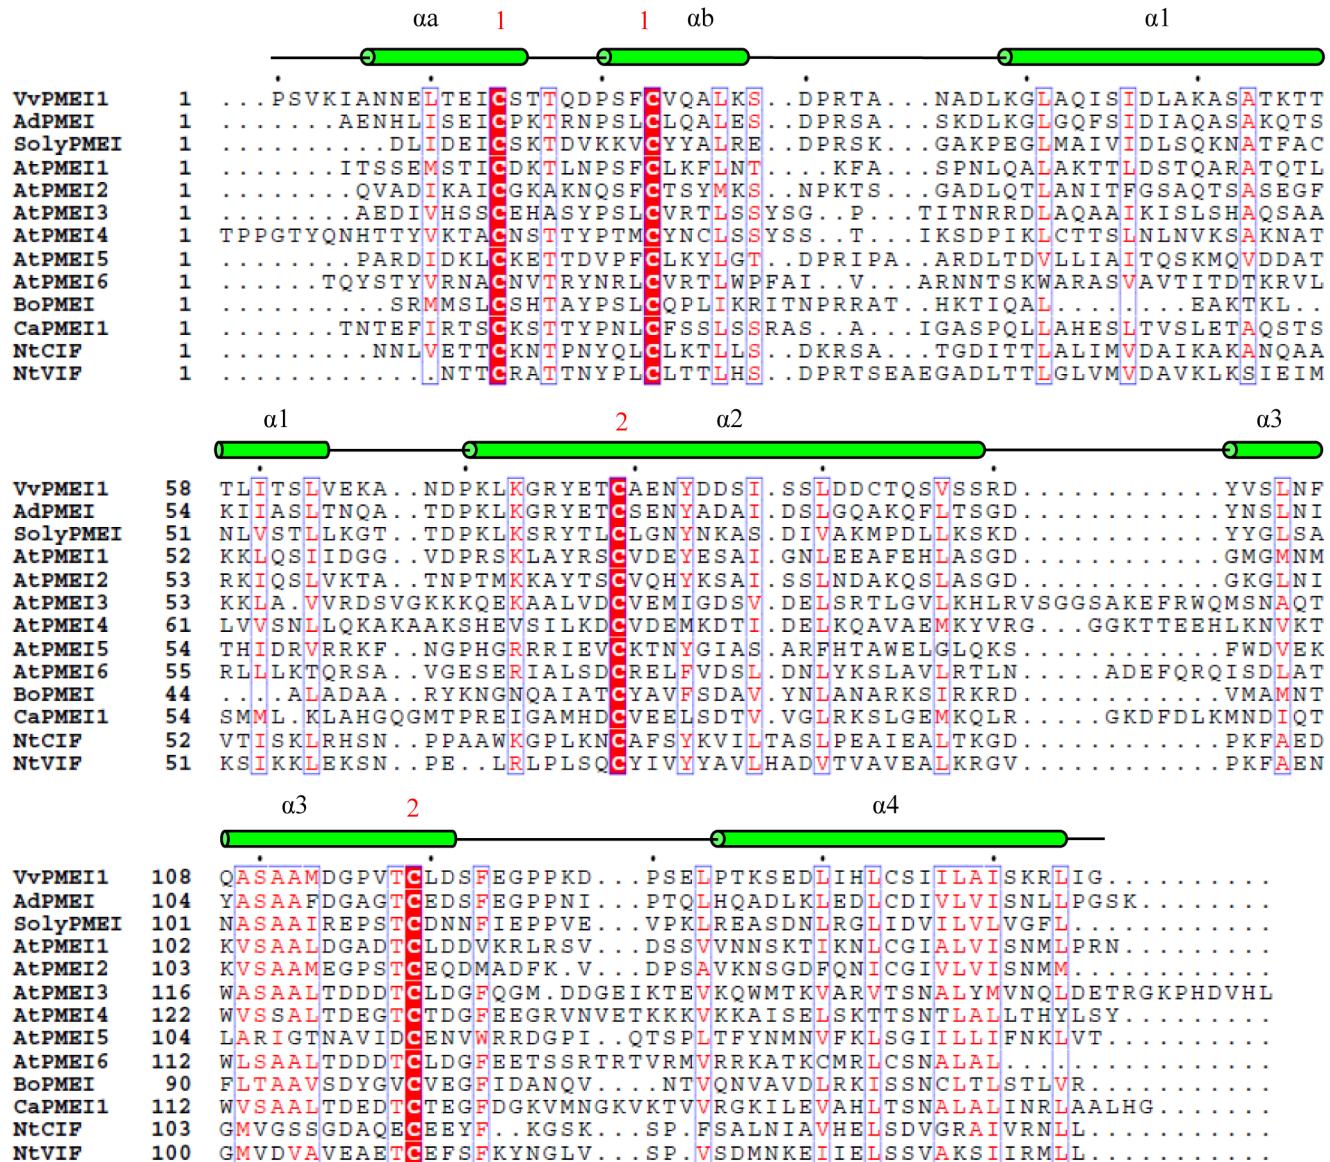 αa 1 1 αb α1
VvPMEI1 1 ...PSVKIANNELTEICSTTQDPSFCVQALKS..DPRTA...NADLKGLAQISIDLAKASATKTT
AdPMEI 1 .......AENHLISEICPKTRNPSLCLQALES..DPRSA...SKDLKGLGQFSIDIAQASAKQTS
SolyPMEI 1 ..........DLIDEICSKTDVKKVCYYALRE..DPRSK...GAKPEGLMAIVIDLSQKNATFAC
AtPMEI1 1 .........ITSSEMSTICDKTLNPSFCLKFLNT....KFA...SPNLQALAKTTLDSTQARATQTL
AtPMEI2 1 ........QVADIKAICGKAKNQSFCTSYMKS..NPKTS...GADLQTLANITFGSAQTSASEGF
AtPMEI3 1 ........AEDIVHSSCEHASYPSLCVRTLSSYSG..P...TITNRRDLAQAAIKISLSHAQSAA
AtPMEI4 1 TPPGTYQNHTTYVKTACNSTTYPTMCYNCLSSYSS..T....IKSDPIKLCTTSLNLNVKSAKNAT
AtPMEI5 1 ........PARDIDKLCKETTDVPFCLKYLGT..DPRIPA...ARDLTDVLLIAITQSKMQVDDAT
AtPMEI6 1 ......TQYSTYVRNACNVTRYNRLCVRTLWPFAI..V...ARNNTSKWARASVAVTITDTKRVL
BoPMEI 1 ..........SRMMSLCSHTAYPSLCQPLIKRITNPRRAT..HKTIQAL.........EAKTKL..
CaPMEI1 1 .......TNTEFIRTSCKSTTYPNLCFSSLSSRAS..A...IGASPQLLAHESLTVSLETAQSTS
NtCIF 1 .........NNLVETTCKNTPNYQLCLKTLLS..DKRSA...TGDITTLALIMVDAIKAKANQAA
NtVIF 1 .............NTTCRATTNYPLCLTTLHS..DPRTSEAEGADLTTLGLVMVDAVKLKSIEIM
α1 2 α2 α3
VvPMEI1 58 TLITSLVEKA..NDPKLKGRYETCAENYDDSI.SSLDDCTQSVSSRD............YVSLNF
AdPMEI 54 KIIASLTNQA..TDPKLKGRYETCSENYADAI.DSLGQAKQFLTSGD............YNSLNI
SolyPMEI 51 NLVSTLLKGT..TDPKLKSRYTLCLGNYNKAS.DIVAKMPDLLKSKD............YYGLSA
AtPMEI1 52 KKLQSIIDGG..VDPRSKLAYRSCVDEYESAI.GNLEEAFEHLASGD............GMGMNM
AtPMEI2 53 RKIQSLVKTA..TNPTMKKAYTSCVQHYKSAI.SSLNDAKQSLASGD............GKGLNI
AtPMEI3 53 KKLA.VVRDSVGKKKQEKAALVDCVEMIGDSV.DELSRTLGVLKHLRVSGGSAKEFRWQMSNAQT
AtPMEI4 61 LVVSNLLQKAKAAKSHEVSILKDCVDEMKDTI.DELKQAVAEMKYVRG...GGKTTEEHLKNVKT
AtPMEI5 54 THIDRVRRKF..NGPHGRRRIEVCKTNYGIAS.ARFHTAWELGLQKS............FWDVEK
AtPMEI6 55 RLLLKTQRSA..VGESERIALSDCRELFVDSL.DNLYKSLAVLRTLN.....ADEFQRQISDLAT
BoPMEI 44 ....ALADAA..RYKNGNQAIATCYAVFSDAV.YNLANARKSIRKRD............VMAMNT
CaPMEI1 54 SMML.KLAHGQGMTPREIGAMHDCVEELSDTV.VGLRKSLGEMKQLR.....GKDFDLKMNDIQT
NtCIF 52 VTISKLRHSN..PPAAWKGPLKNCAFSYKVILTASLPEAIEALTKGD............PKFAED
NtVIF 51 KSIKKLEKSN..PE..LRLPLSQCYIVYYAVLHADVTVAVEALKRGV............PKFAEN
α3 2 α4
VvPMEI1 108 QASAAMDGPVTCLDSFEGPPKD...PSELPTKSEDLIHLCSIILAISKRLIG..........
AdPMEI 104 YASAAFDGAGTCEDSFEGPPNI...PTQLHQADLKLEDLCDIVLVISNLLPGSK........
SolyPMEI 101 NASAAIREPSTCDNNFIEPPVE...VPKLREASDNLRGLIDVILVLVGFL............
AtPMEI1 102 KVSAALDGADTCLDDVKRLRSV...DSSVVNNSKTIKNLCGIALVISNMLPRN.........
AtPMEI2 103 KVSAAMEGPSTCEQDMADFK.V...DPSAVKNSGDFQNICGIVLVISNMM............
AtPMEI3 116 WASAALTDDDTCLDGFQGM.DDGEIKTEVKQWMTKVARVTSNALYMVNQLDETRGKPHDVHL
AtPMEI4 122 WVSSALTDEGTCTDGFEEGRVNVETKKKVKKAISELSKTTSNTLALLTHYLSY.........
AtPMEI5 104 LARIGTNAVIDCENVWRRDGPI..QTSPLTFYNMNVFKLSGIILLIFNKLVT..........
AtPMEI6 112 WLSAALTDDDTCLDGFEETSSRTRTVRMVRRKATKCMRLCSNALAL................
BoPMEI 90 FLTAAVSDYGVCVEGFIDANQV....NTVQNVAVDLRKISSNCLTLSTLVR...........
CaPMEI1 112 WVSAALTDEDTCTEGFDGKVMNGKVKTVVRGKILEVAHLTSNALALINRLAALHG.......
NtCIF 103 GMVGSSGDAQECEEYF..KGSK...SP.FSALNIAVHELSDVGRAIVRNLL...........
NtVIF 100 GMVDVAVEAETCEFSFKYNGLV...SP.VSDMNKEIIELSSVAKSIIRMLL...........